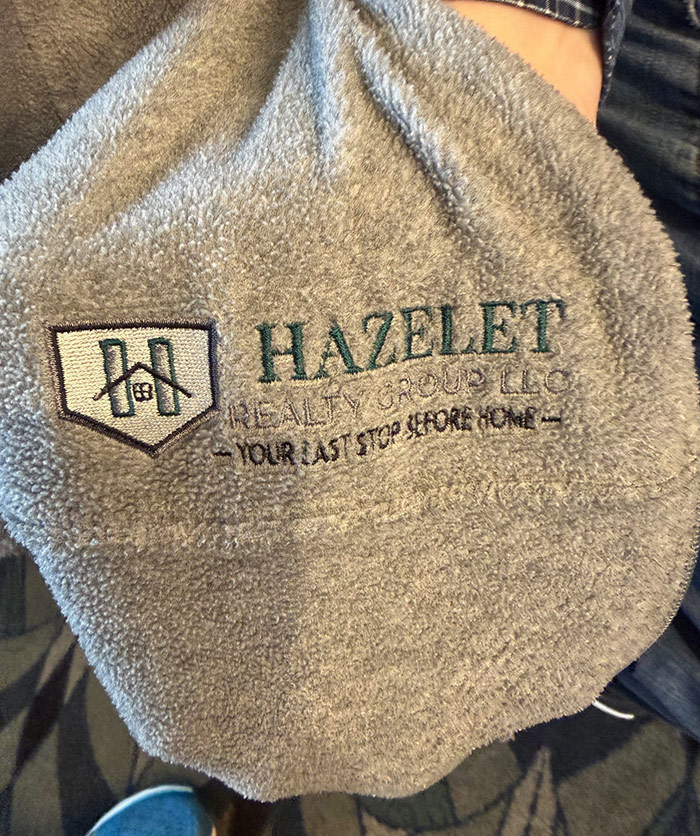 H
HAZELET
REALTY GROUP LLC
— YOUR LAST STOP BEFORE HOME —